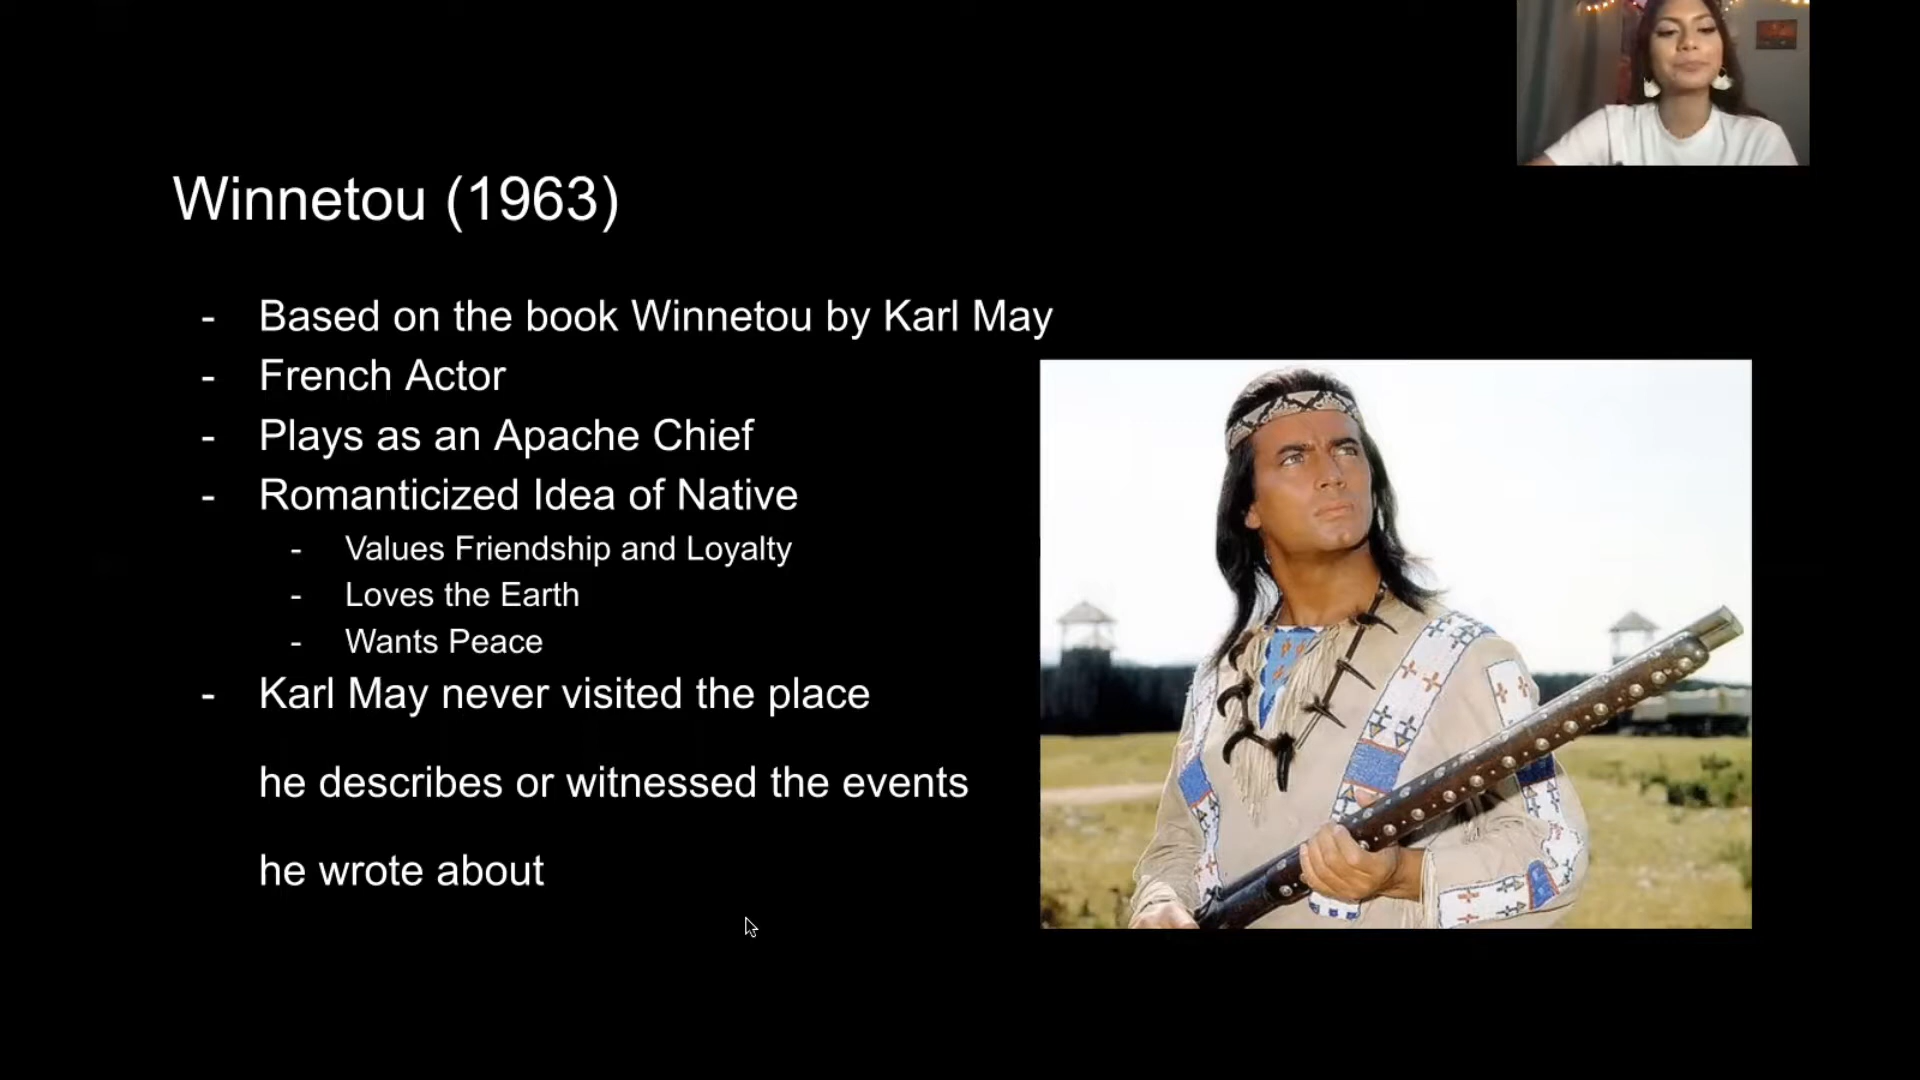 Winnetou (1963)
- Based on the book Winnetou by Karl May
- French Actor
- Plays as an Apache Chief
- Romanticized Idea of Native
- Values Friendship and Loyalty
- Loves the Earth
- Wants Peace
- Karl May never visited the place
he describes or witnessed the events
he wrote about